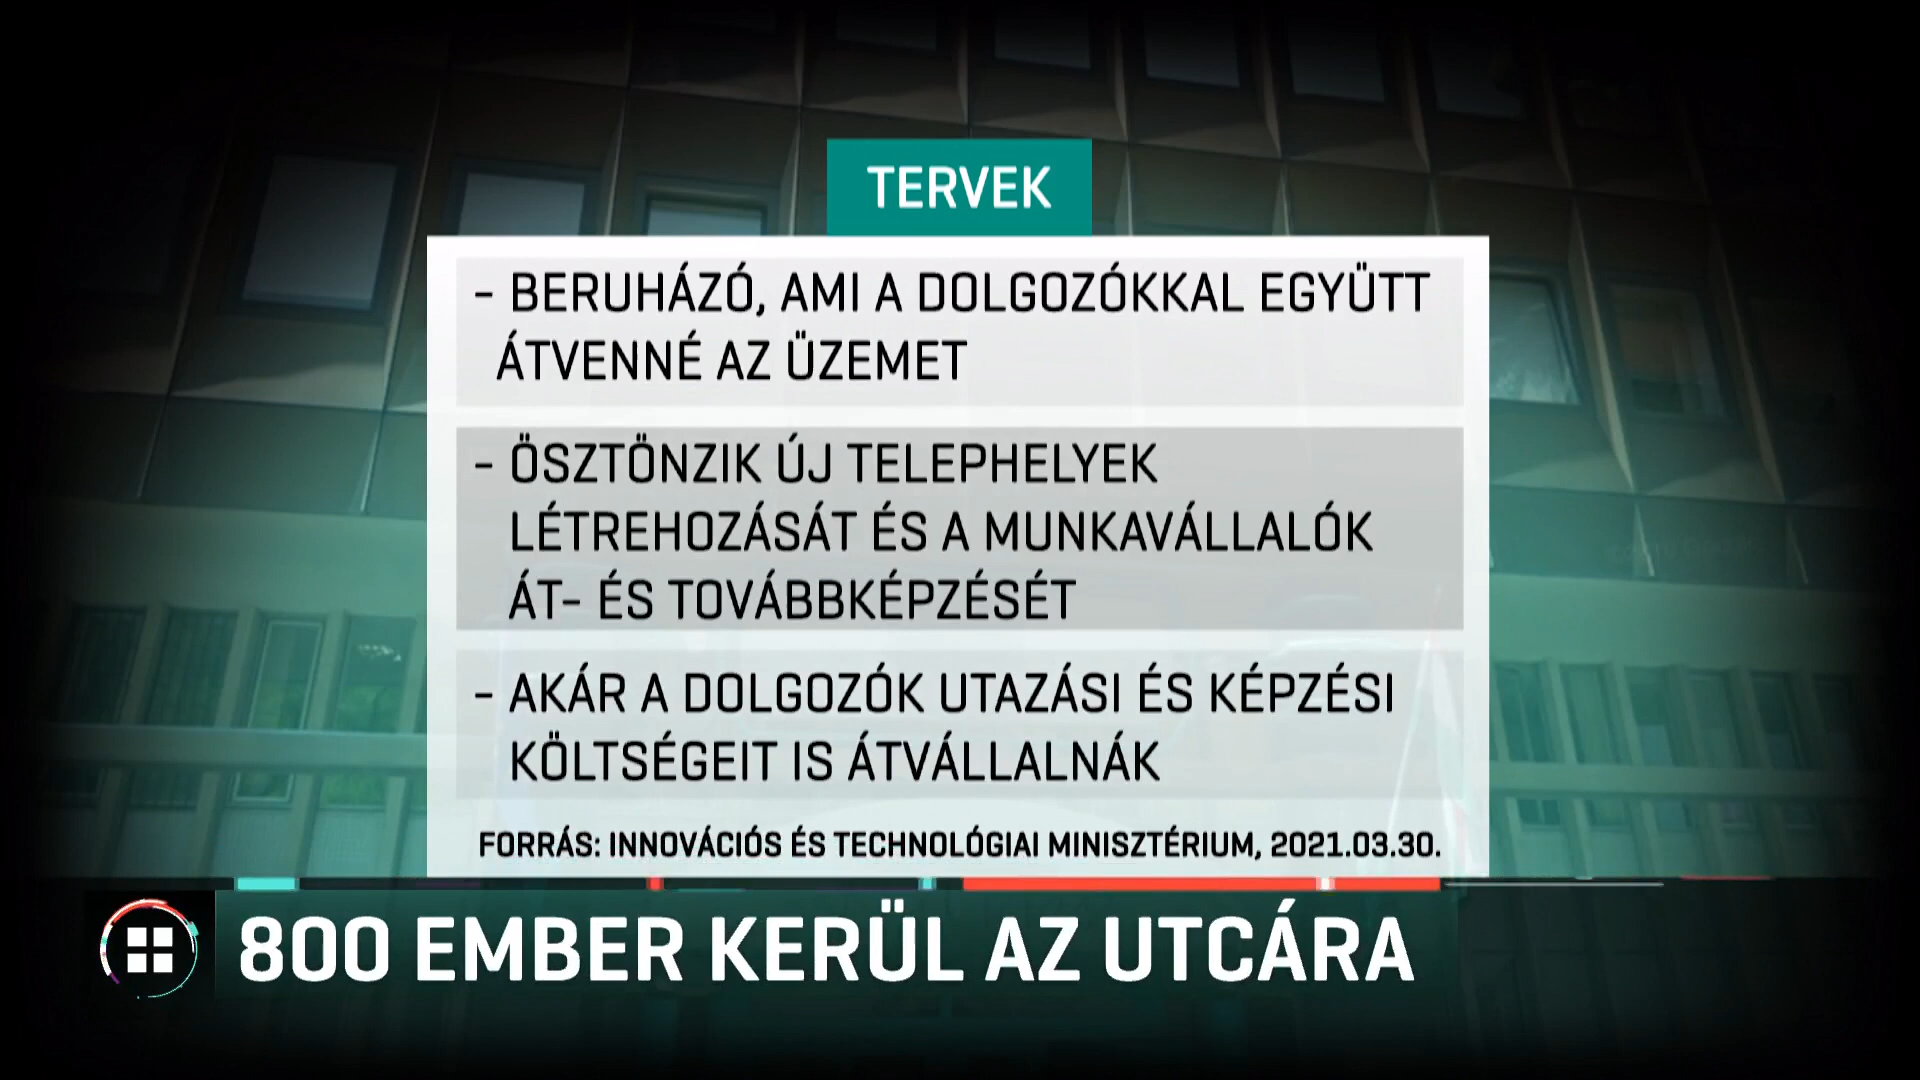 TERVEK
- BERUHÁZÓ, AMI A DOLGOZÓKKAL EGYÜTT
ÁTVENNÉ AZ ÜZEMET
- ÖSZTÖNZIK ÚJ TELEPHELYEK
LÉTREHOZÁSÁT ÉS A MUNKAVÁLLALÓK
ÁT- ÉS TOVÁBBKÉPZÉSÉT
- AKÁR A DOLGOZÓK UTAZÁSI ÉS KÉPZÉSI
KÖLTSÉGEIT IS ÁTVÁLLALNÁK
FORRÁS: INNOVÁCIÓS ÉS TECHNOLÓGIAI MINISZTÉRIUM, 2021.03.30.
800 EMBER KERÜL AZ UTCÁRA